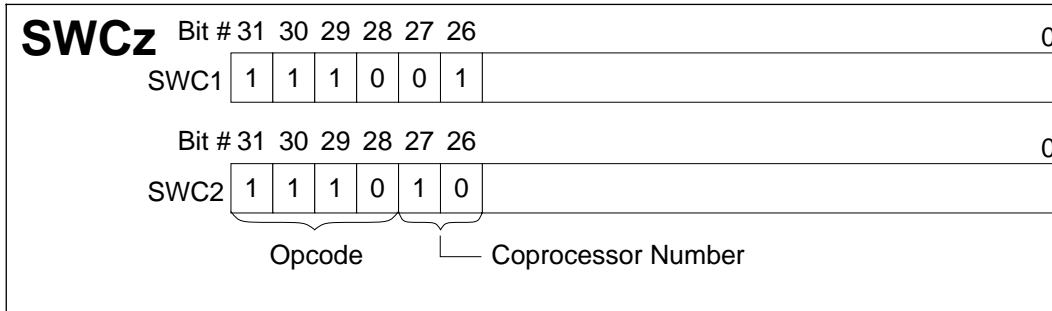 SWCz Bit # 31 30 29 28 27 26 0
SWC1 1 1 1 0 0 1
Bit # 31 30 29 28 27 26 0
SWC2 1 1 1 0 1 0
Opcode Coprocessor Number